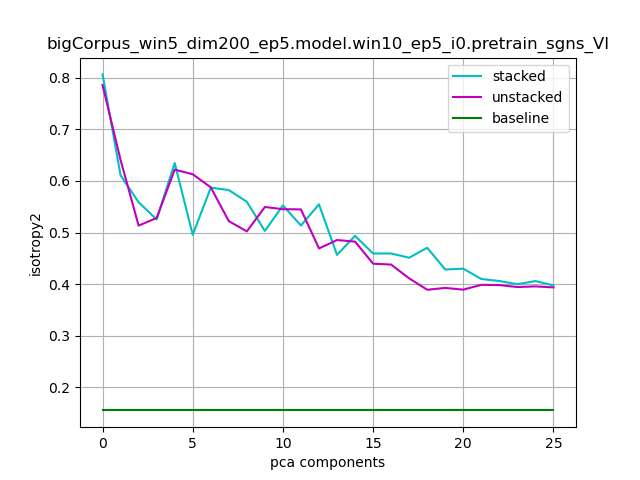 bigCorpus_win5_dim200_ep5.model.win10_ep5_i0.pretrain_sgns_VI
stacked
unstacked
baseline
isotropy2
0.8
0.7
0.6
0.5
0.4
0.3
0.2
0 5 10 15 20 25
pca components